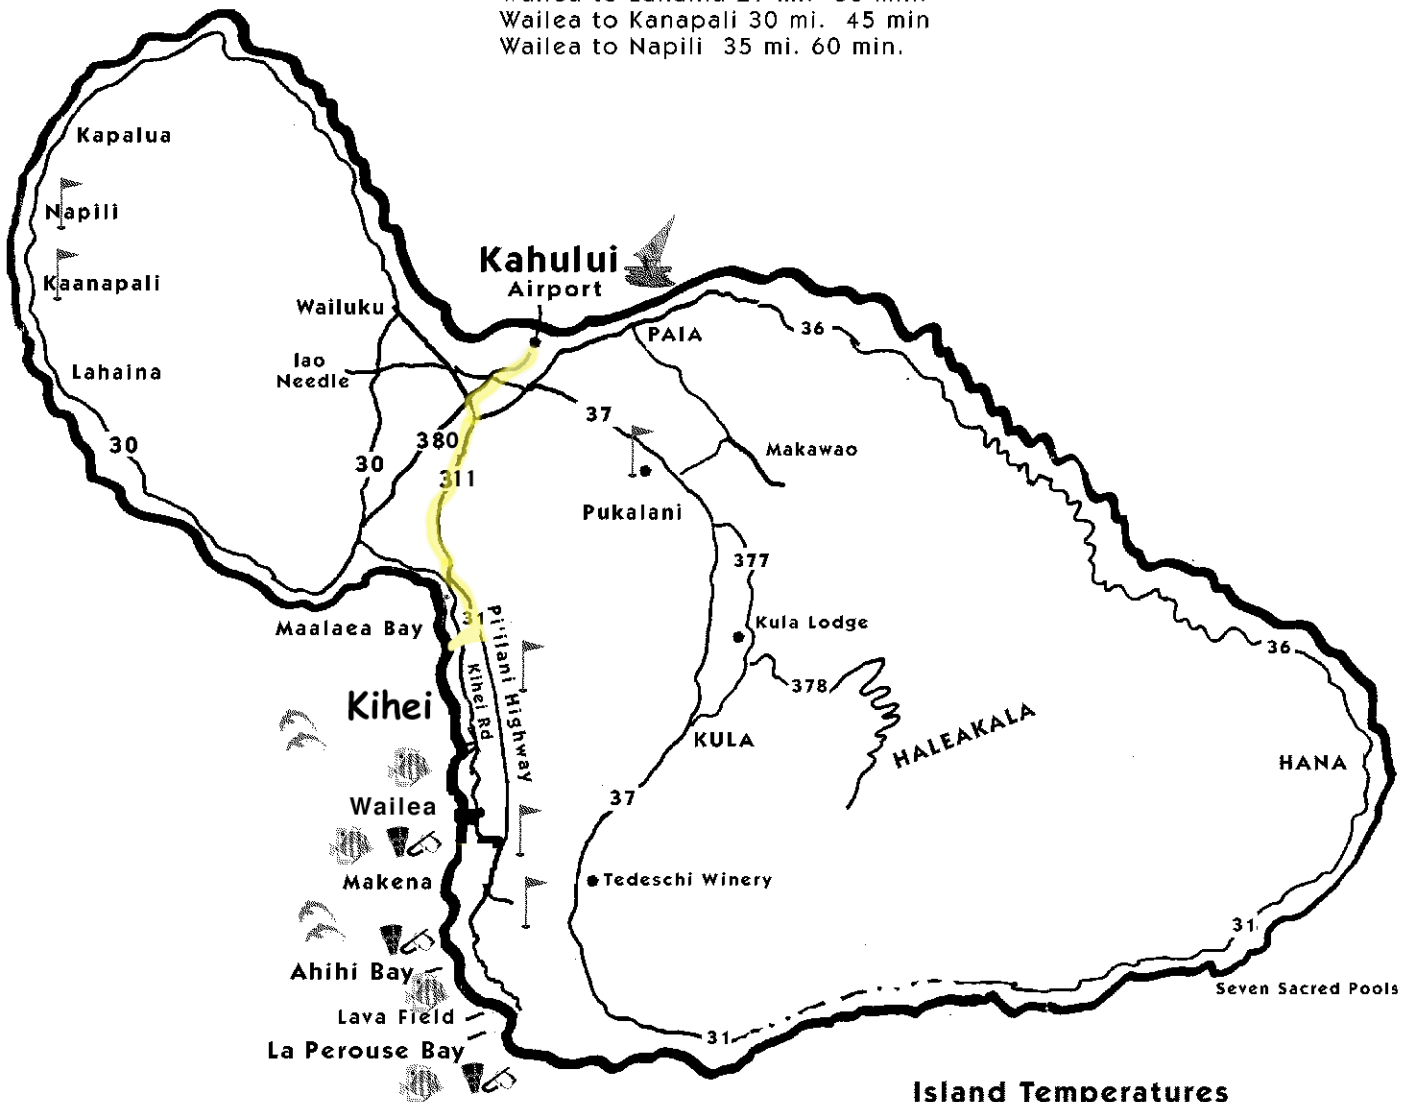 Wailea to Kanapali 30 mi. 45 min
Wailea to Napili 35 mi. 60 min.
Kapalua
Napili
Kaanapali
Lahaina
30
Kahului
Airport
Wailuku
Iao
Needle
PAIA
36
37
380
30
311
Makawao
Pukalani
377
Kula Lodge
378
KULA
HALEAKALA
36
HANA
Maalaea Bay
31
Pi'ilani Highway
Kihei Rd
Kihei
Wailea
37
Makena
Tedeschi Winery
Ahihi Bay
Lava Field
La Perouse Bay
31
31
Seven Sacred Pools
Island Temperatures